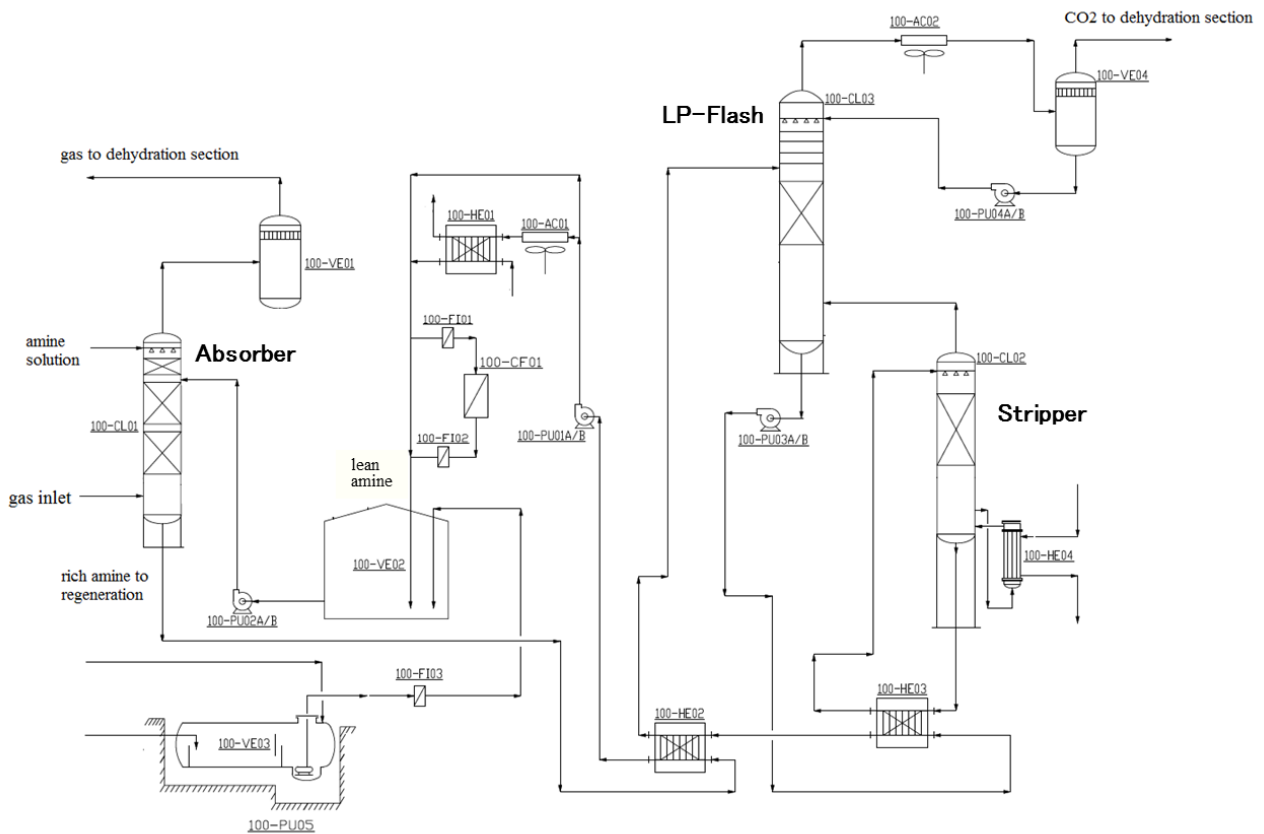 100-AC02
CO2 to dehydration section
100-VE04
100-CL03
LP-Flash
gas to dehydration section
100-PU04A/B
100-HE01
100-AC01
100-VE01
100-FI01
amine
solution
Absorber
100-CF01
100-CL02
Stripper
100-CL01
100-FI02
100-PU01A/B
100-PU03A/B
lean
amine
gas inlet
100-VE02
100-HE04
rich amine to
regeneration
100-PU02A/B
100-FI03
100-HE03
100-HE02
100-VE03
100-PU05